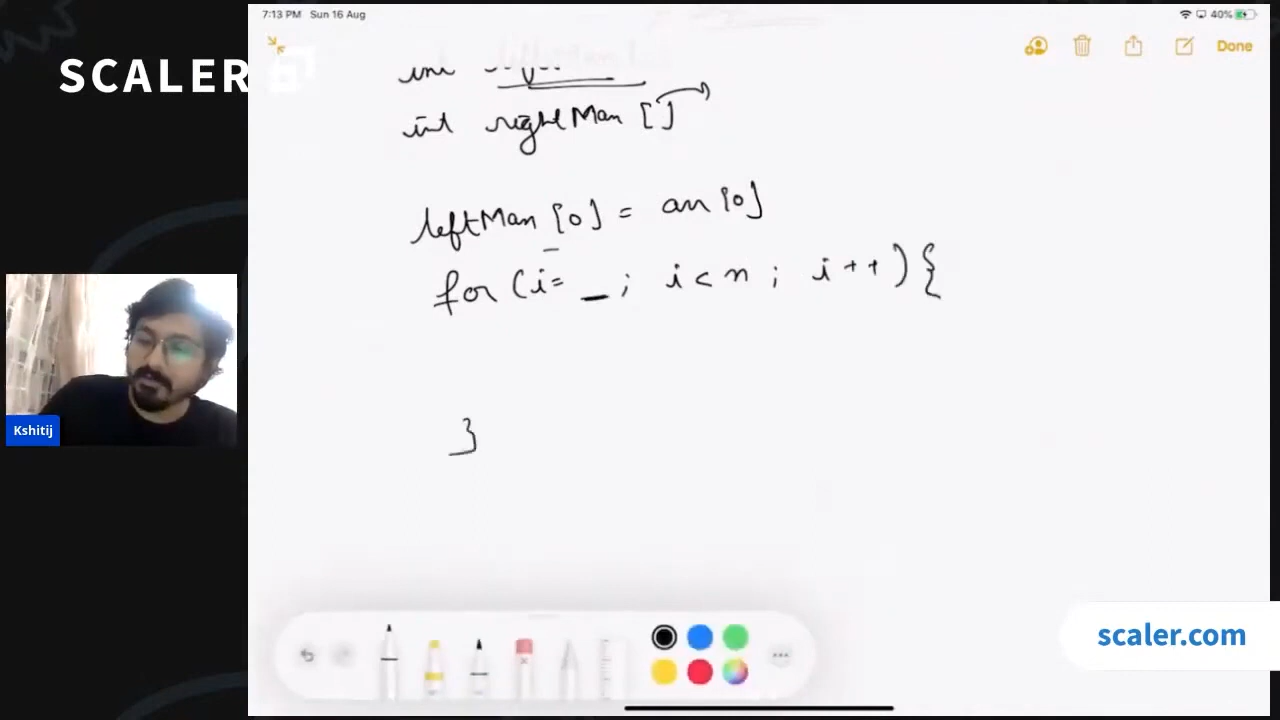 7:13 PM Sun 16 Aug
40%
SCALER
Done
int
int rightMax []
leftMax [0] = arr [0]
for (i= _ ; i < n ; i ++ ) {
}
Kshitij
scaler.com